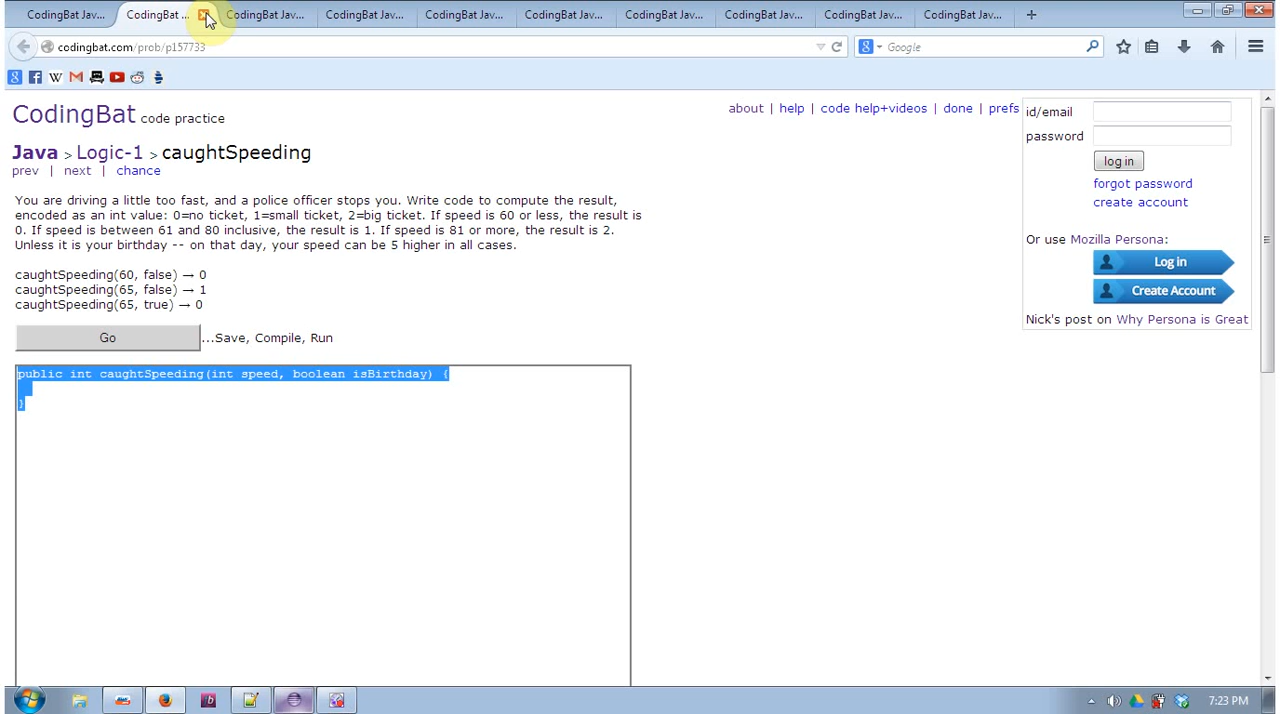 CodingBat Jav... CodingBat ... CodingBat Jav... CodingBat Jav... CodingBat Jav... CodingBat Jav... CodingBat Jav... CodingBat Jav... CodingBat Jav... CodingBat Jav... +
codingbat.com/prob/p157733 Google
CodingBat code practice
about | help | code help+videos | done | prefs
id/email
password
log in
forgot password
create account
Or use Mozilla Persona:
Log in
Create Account
Nick's post on Why Persona is Great
Java > Logic-1 > caughtSpeeding
prev | next | chance
You are driving a little too fast, and a police officer stops you. Write code to compute the result,
encoded as an int value: 0=no ticket, 1=small ticket, 2=big ticket. If speed is 60 or less, the result is
0. If speed is between 61 and 80 inclusive, the result is 1. If speed is 81 or more, the result is 2.
Unless it is your birthday -- on that day, your speed can be 5 higher in all cases.
caughtSpeeding(60, false) → 0
caughtSpeeding(65, false) → 1
caughtSpeeding(65, true) → 0
Go ...Save, Compile, Run
public int caughtSpeeding(int speed, boolean isBirthday) {
}
7:23 PM